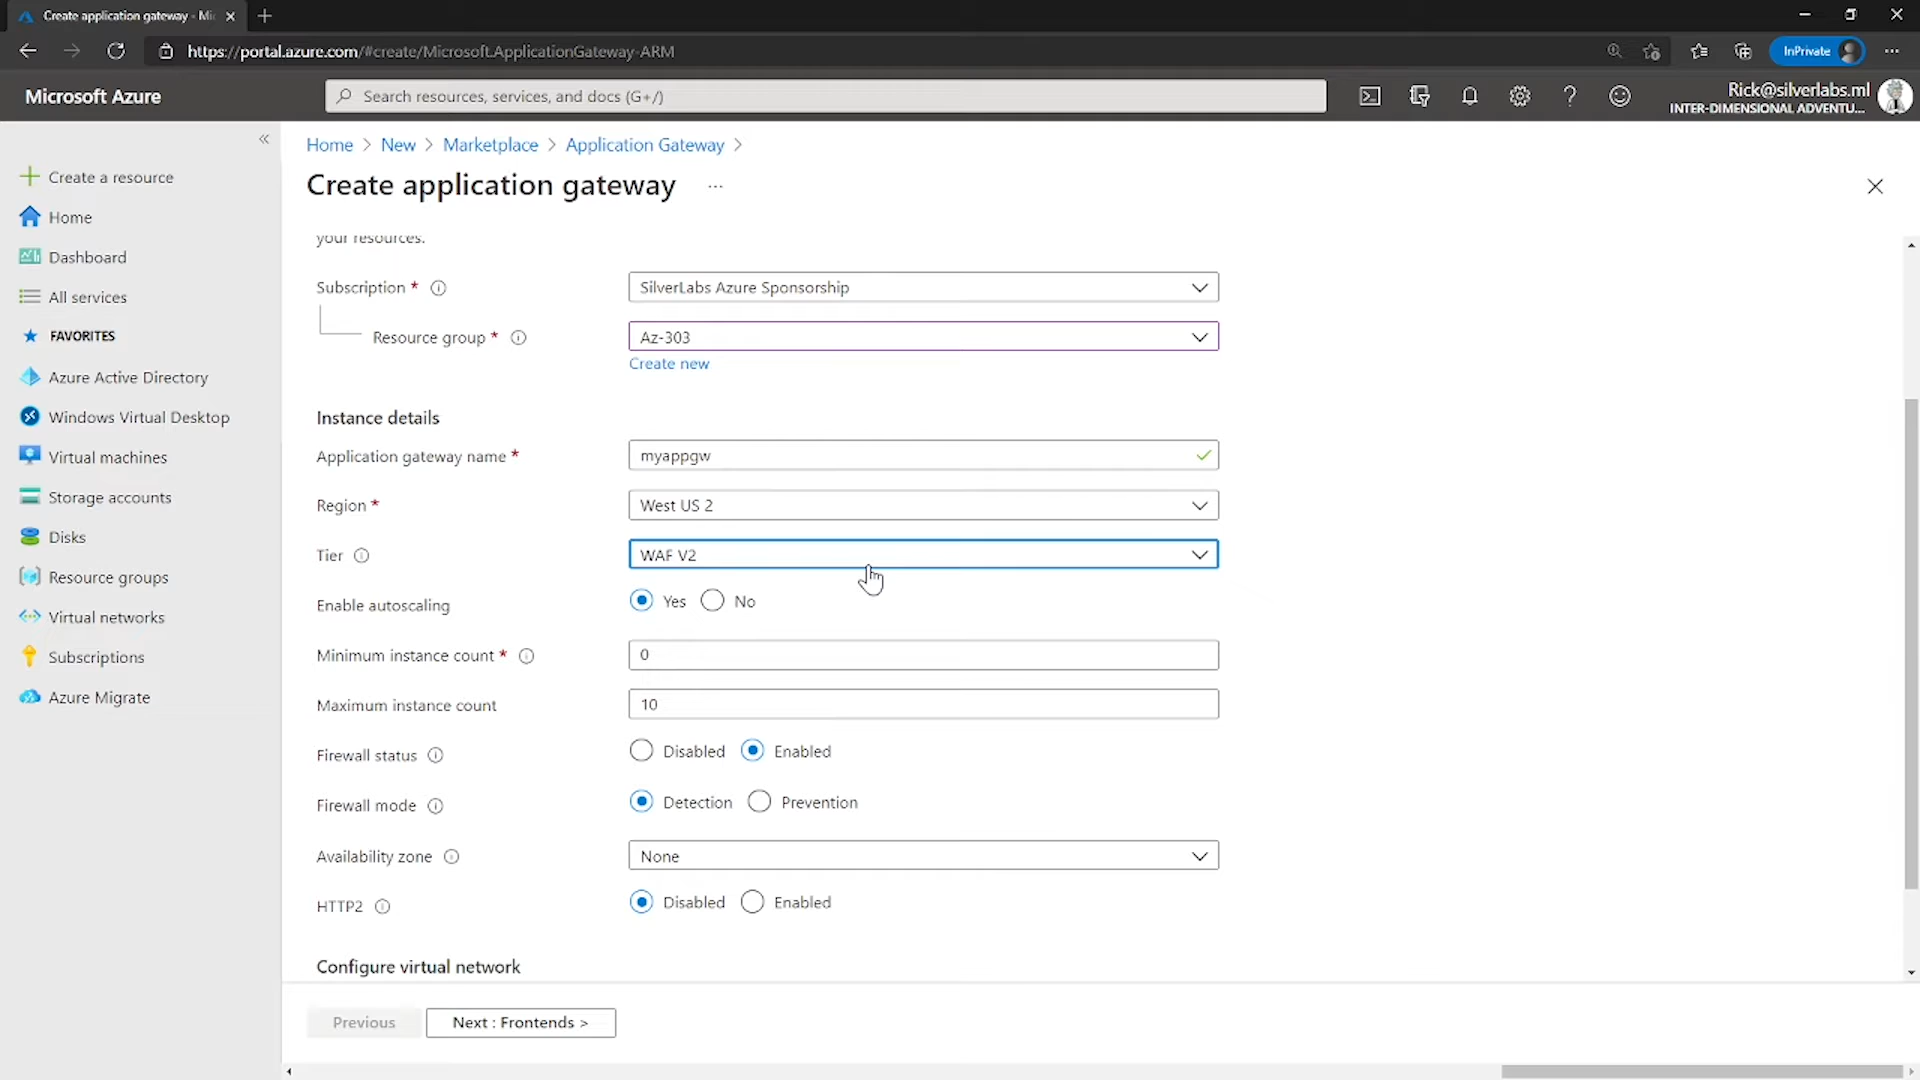 Create application gateway - Mi
https://portal.azure.com/#create/Microsoft.ApplicationGateway-ARM
InPrivate
Microsoft Azure
Search resources, services, and docs (G+/)
Rick@silverlabs.ml
INTER-DIMENSIONAL ADVENTU...
Create a resource
Home
Dashboard
All services
FAVORITES
Azure Active Directory
Windows Virtual Desktop
Virtual machines
Storage accounts
Disks
Resource groups
Virtual networks
Subscriptions
Azure Migrate
Home > New > Marketplace > Application Gateway >
Create application gateway ...
your resources.
Subscription * SilverLabs Azure Sponsorship
Resource group * Az-303
Create new
Instance details
Application gateway name * myappgw
Region * West US 2
Tier WAF V2
Enable autoscaling Yes No
Minimum instance count * 0
Maximum instance count 10
Firewall status Disabled Enabled
Firewall mode Detection Prevention
Availability zone None
HTTP2 Disabled Enabled
Configure virtual network
Previous Next : Frontends >